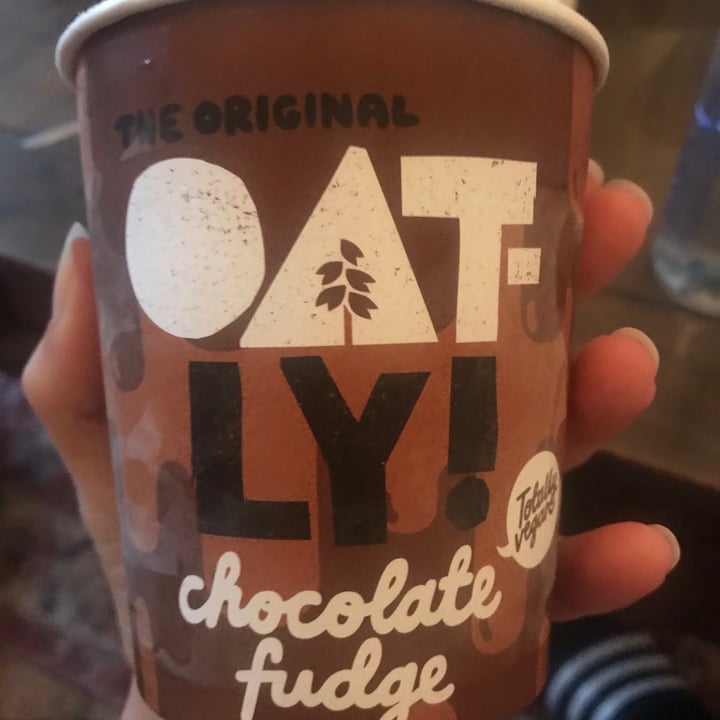 THE ORIGINAL
OAT-
LY!
Totally
vegan!
chocolate
fudge